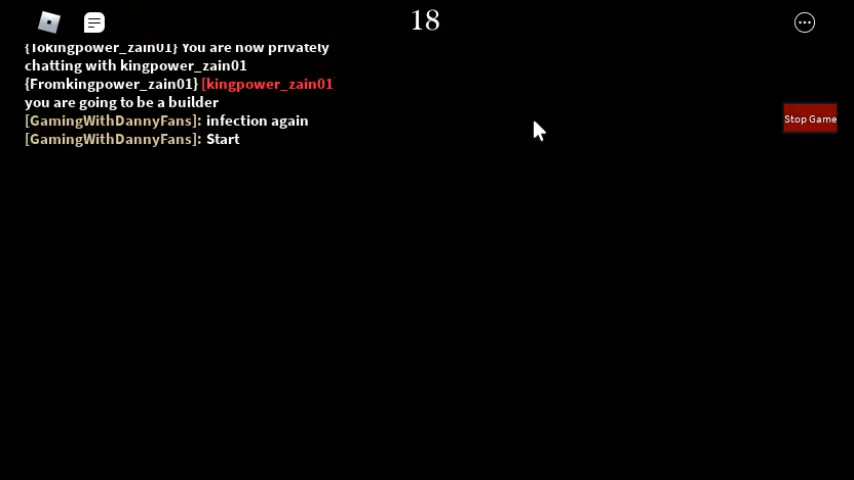 18
{Tokingpower_zain01} You are now privately
chatting with kingpower_zain01
{Fromkingpower_zain01} [kingpower_zain01
you are going to be a builder
[GamingWithDannyFans]: infection again
[GamingWithDannyFans]: Start
Stop Game